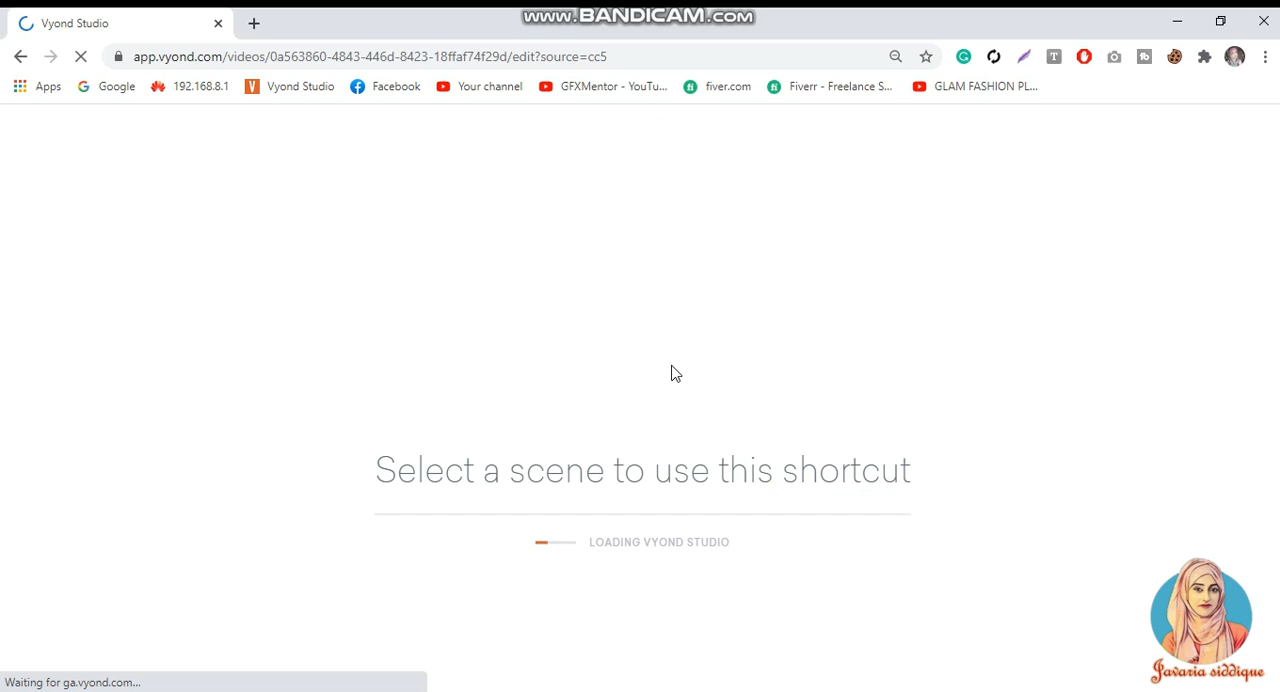 WWW.BANDICAM.COM
Vyond Studio
app.vyond.com/videos/0a563860-4843-446d-8423-18ffaf74f29d/edit?source=cc5
Apps Google 192.168.8.1 Vyond Studio Facebook Your channel GFXMentor - YouTu... fiver.com Fiverr - Freelance S... GLAM FASHION PL...
Select a scene to use this shortcut
LOADING VYOND STUDIO
Javaria siddique
Waiting for ga.vyond.com...